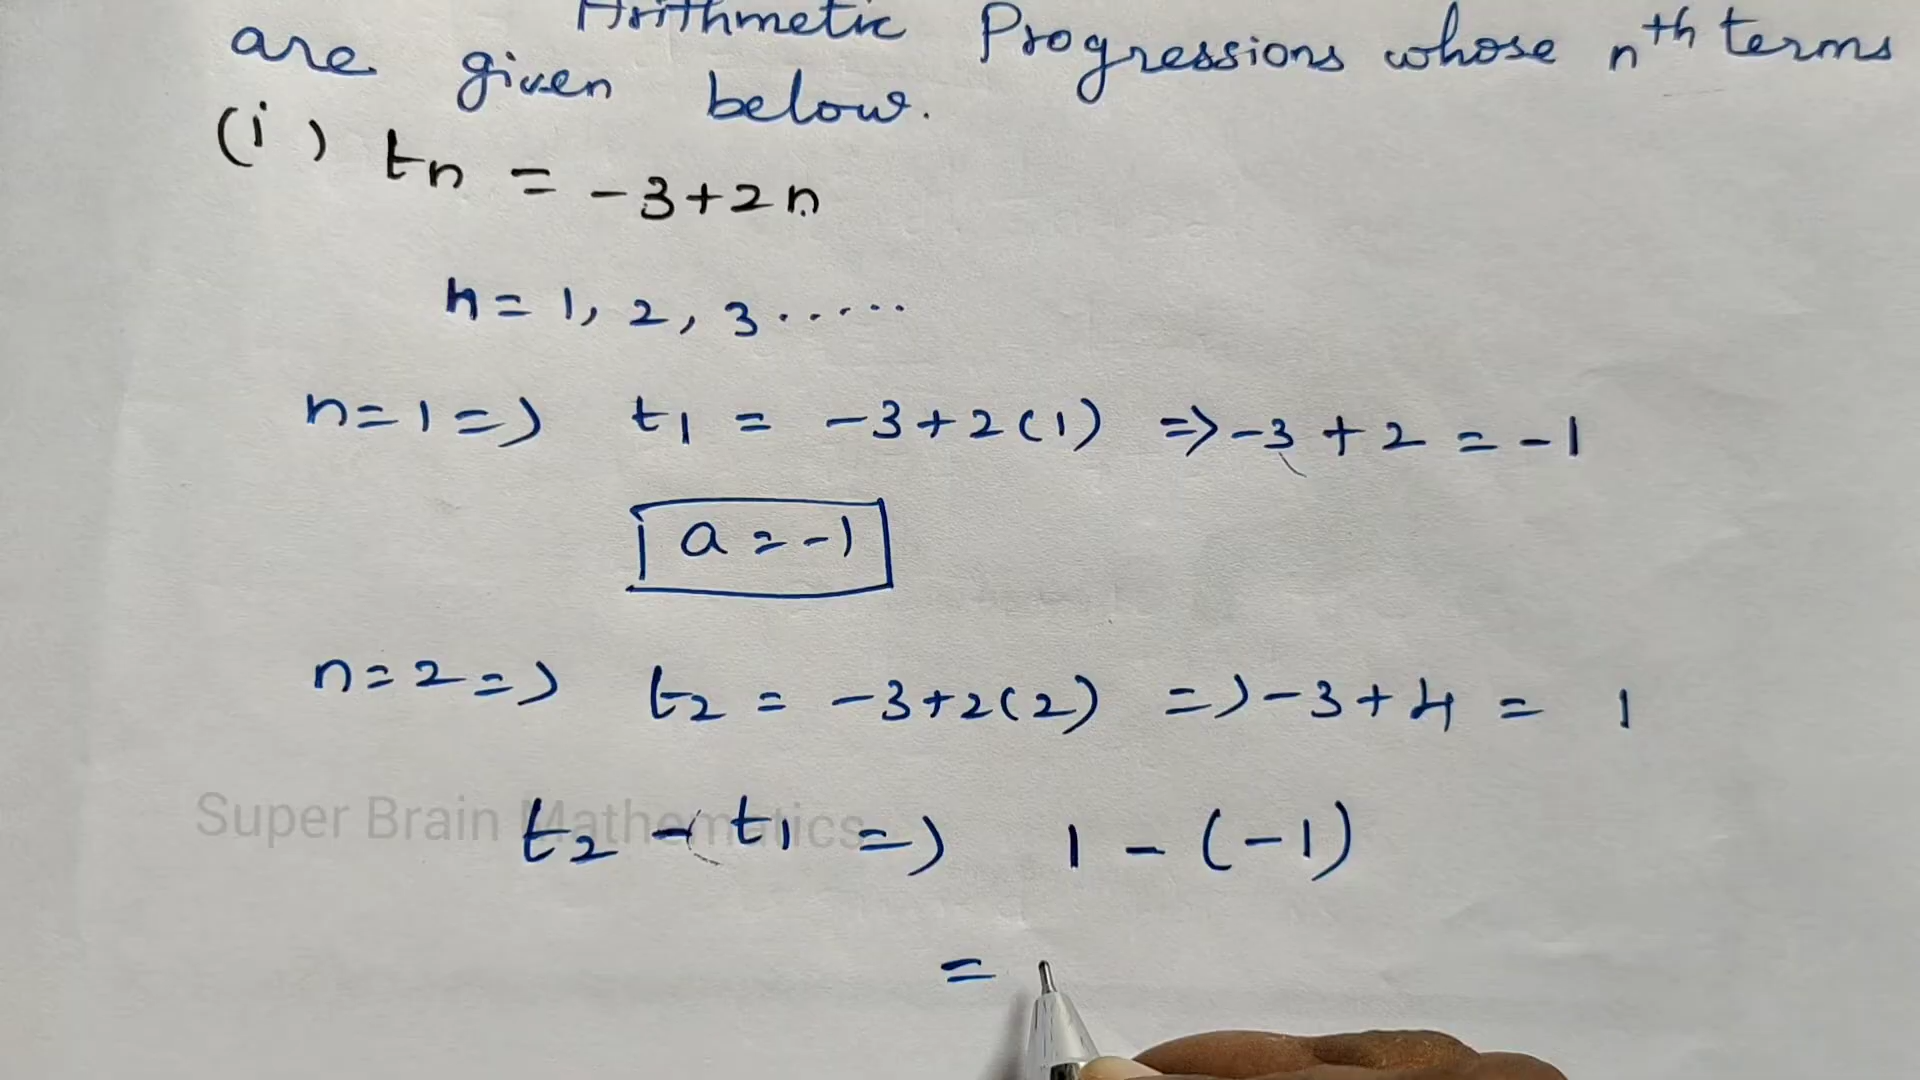 Arithmetic Progressions whose nth terms
are given below.
(i) tn = -3+2n
n = 1, 2, 3......
n=1 => t1 = -3+2(1) => -3 + 2 = -1
a = -1
n=2 => t2 = -3+2(2) => -3+4 = 1
Super Brain Mathematics
t2 - t1 => 1 - (-1)
=